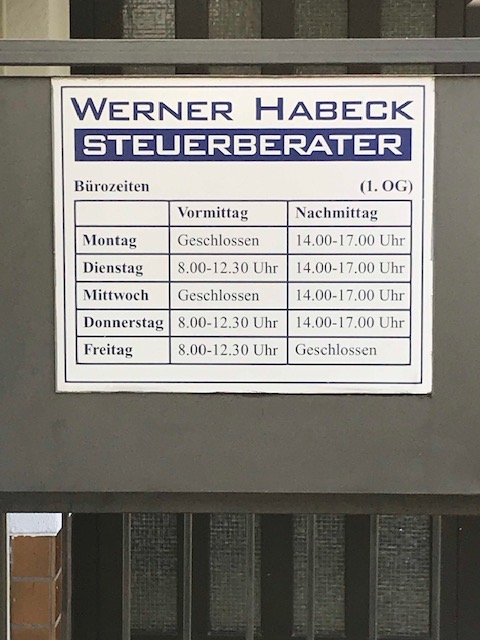 WERNER HABECK
STEUERBERATER
Bürozeiten (1. OG)
Vormittag Nachmittag
Montag Geschlossen 14.00-17.00 Uhr
Dienstag 8.00-12.30 Uhr 14.00-17.00 Uhr
Mittwoch Geschlossen 14.00-17.00 Uhr
Donnerstag 8.00-12.30 Uhr 14.00-17.00 Uhr
Freitag 8.00-12.30 Uhr Geschlossen